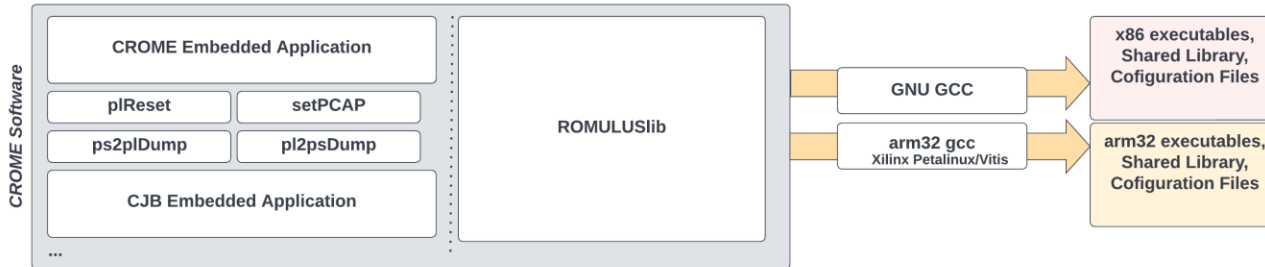 CROME Software
CROME Embedded Application
plReset
setPCAP
ps2plDump
pl2psDump
CJB Embedded Application
...
ROMULUSlib
GNU GCC
arm32 gcc
Xilinx Petalinux/Vitis
x86 executables,
Shared Library,
Cofiguration Files
arm32 executables,
Shared Library,
Cofiguration Files